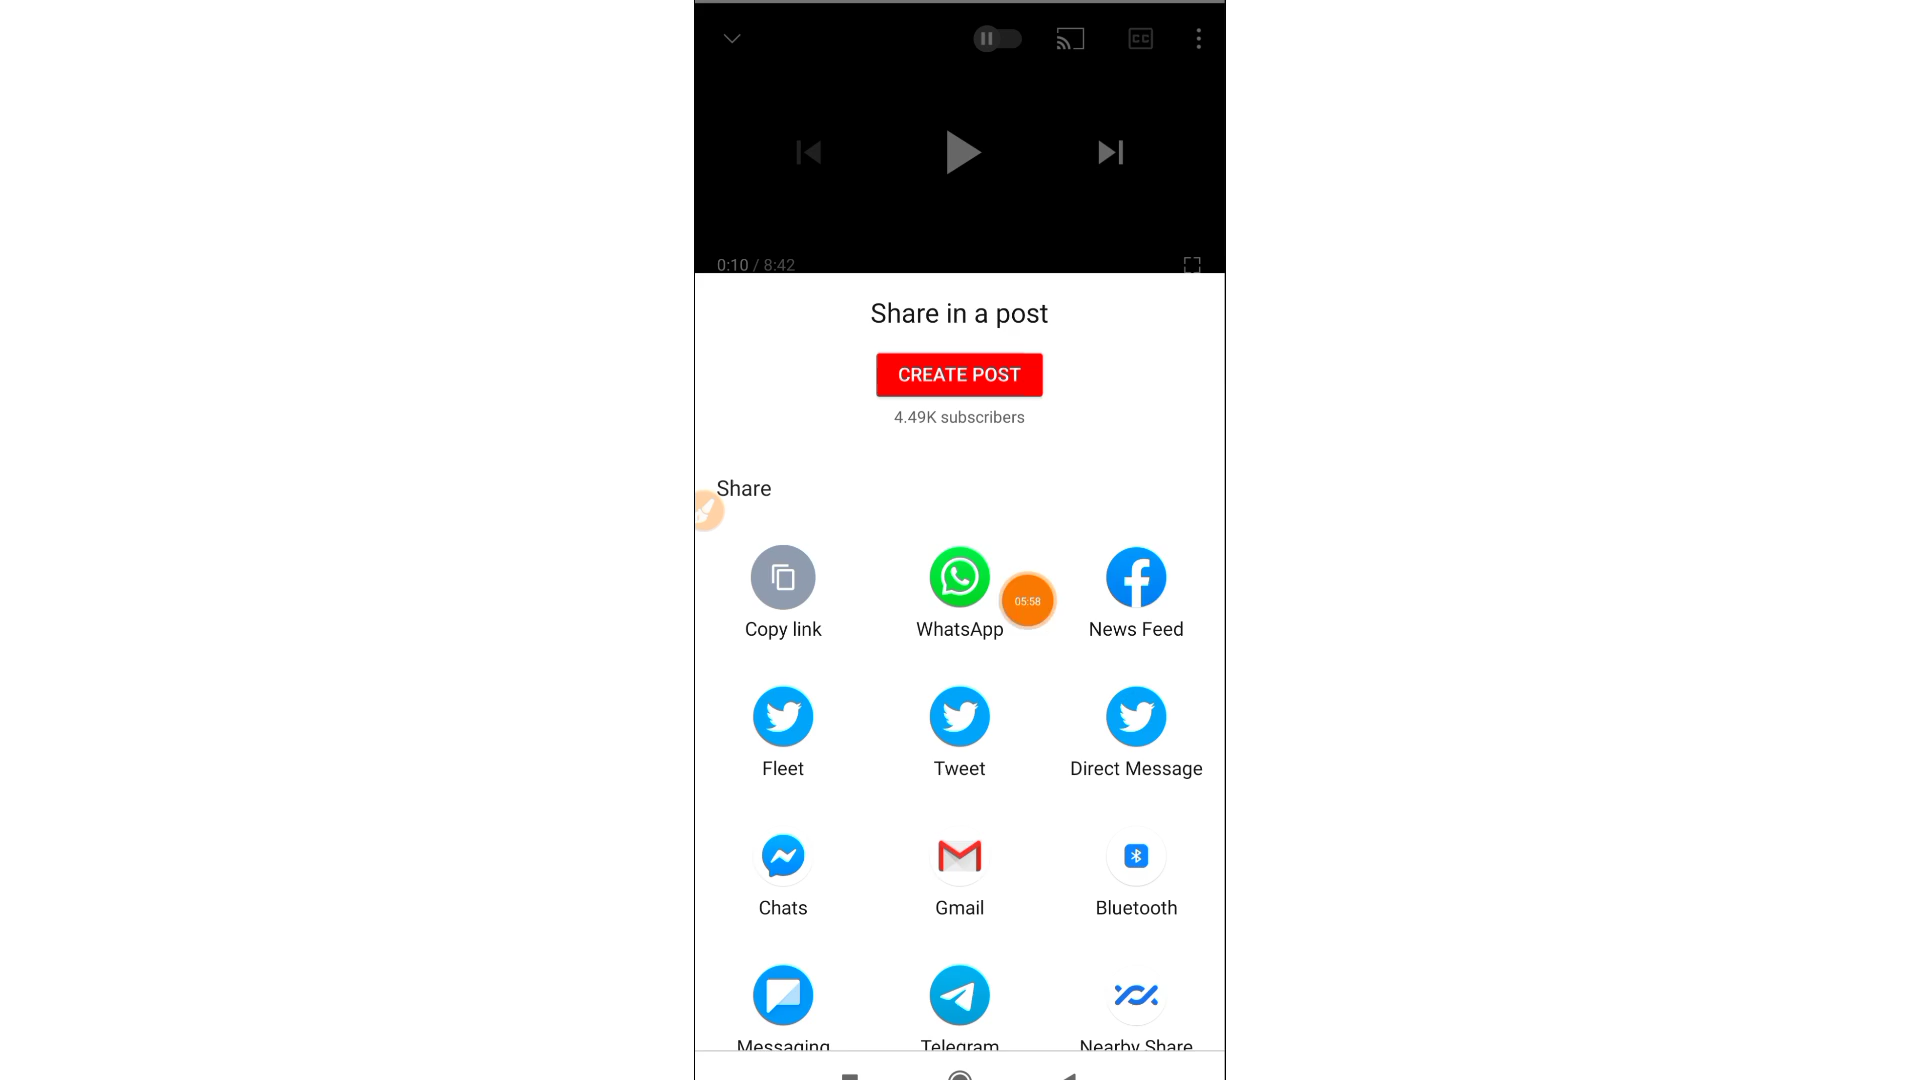 CC
0:10 / 8:42
Share in a post
CREATE POST
4.49K subscribers
Share
05:58
Copy link
WhatsApp
News Feed
Fleet
Tweet
Direct Message
Chats
Gmail
Bluetooth
Messaging
Telegram
Nearby Share